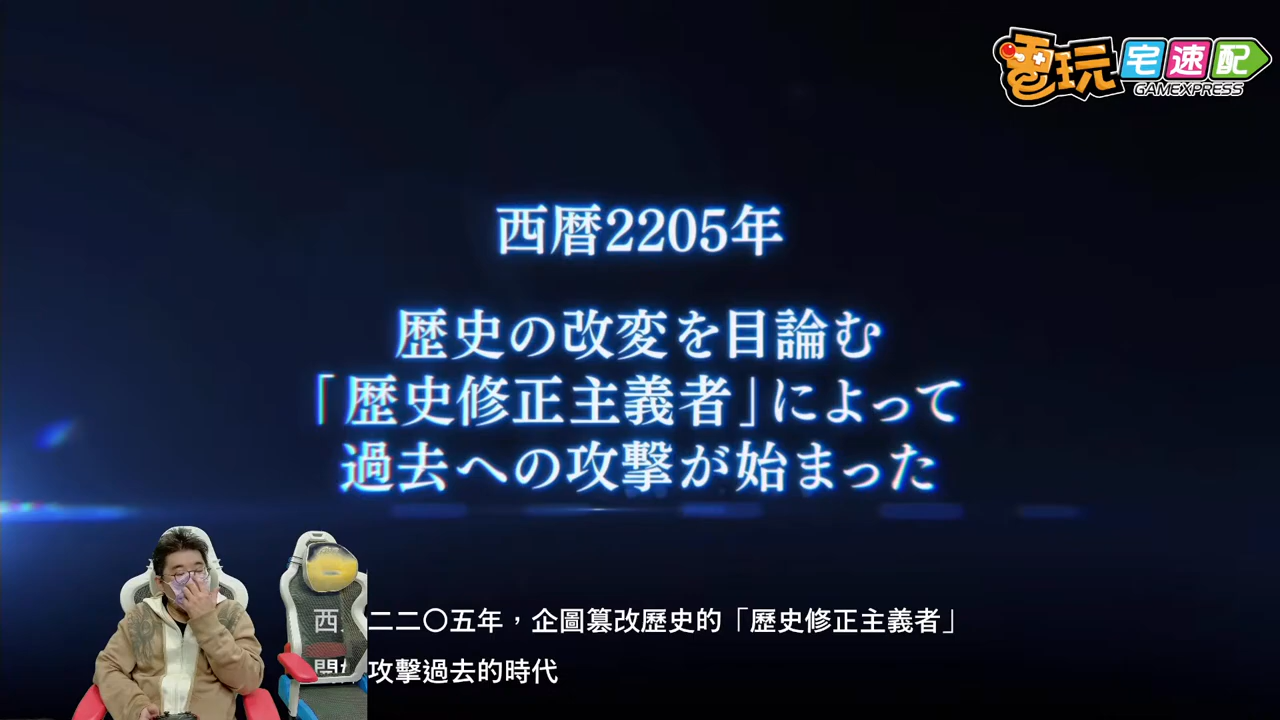 電玩宅速配
GAMEXPRESS
西暦2205年
歴史の改変を目論む
「歴史修正主義者」によって
過去への攻撃が始まった
西 二二〇五年，企圖篡改歷史的「歷史修正主義者」
開始攻擊過去的時代